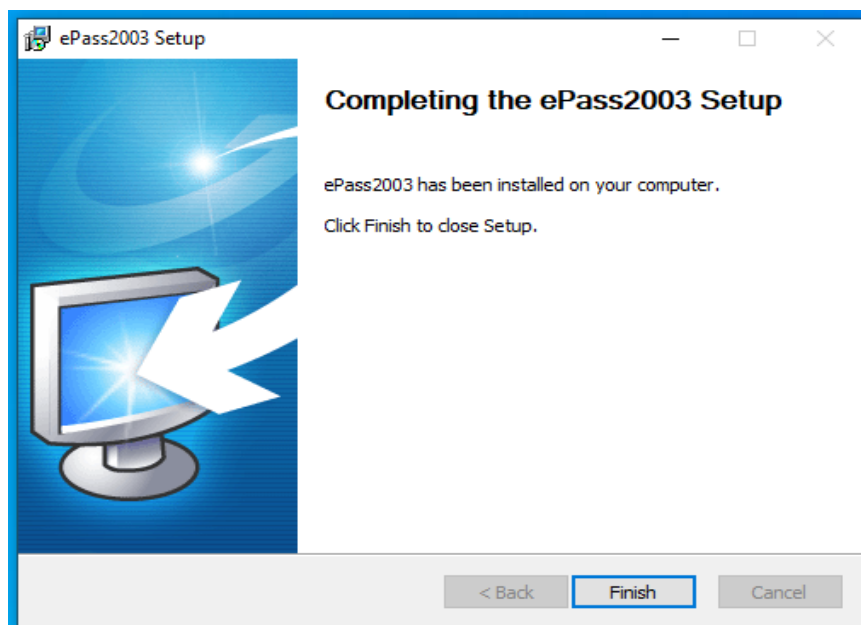 ePass2003 Setup
Completing the ePass2003 Setup
ePass2003 has been installed on your computer.
Click Finish to close Setup.
< Back
Finish
Cancel